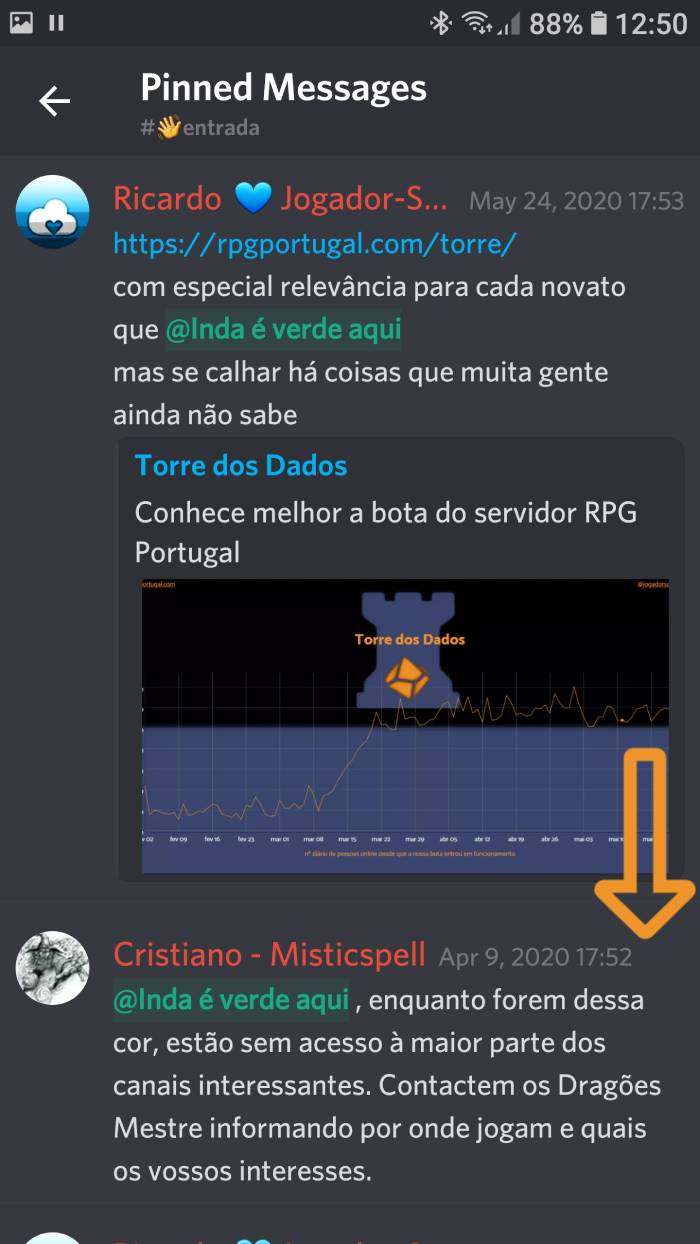 88% 12:50
Pinned Messages
#👋entrada
Ricardo 💙 Jogador-S... May 24, 2020 17:53
https://rpgportugal.com/torre/
com especial relevância para cada novato
que @Inda é verde aqui
mas se calhar há coisas que muita gente
ainda não sabe
Torre dos Dados
Conhece melhor a bota do servidor RPG
Portugal
ortugal.com @jogadorsu
Torre dos Dados
v 02 fev 09 fev 16 fev 23 mar 01 mar 08 mar 15 mar 22 mar 29 abr 05 abr 12 abr 19 abr 26 mai 03 mai 1 mai
nº diário de pessoas online desde que a nossa bota entrou em funcionamento
Cristiano - Misticspell Apr 9, 2020 17:52
@Inda é verde aqui , enquanto forem dessa
cor, estão sem acesso à maior parte dos
canais interessantes. Contactem os Dragões
Mestre informando por onde jogam e quais
os vossos interesses.